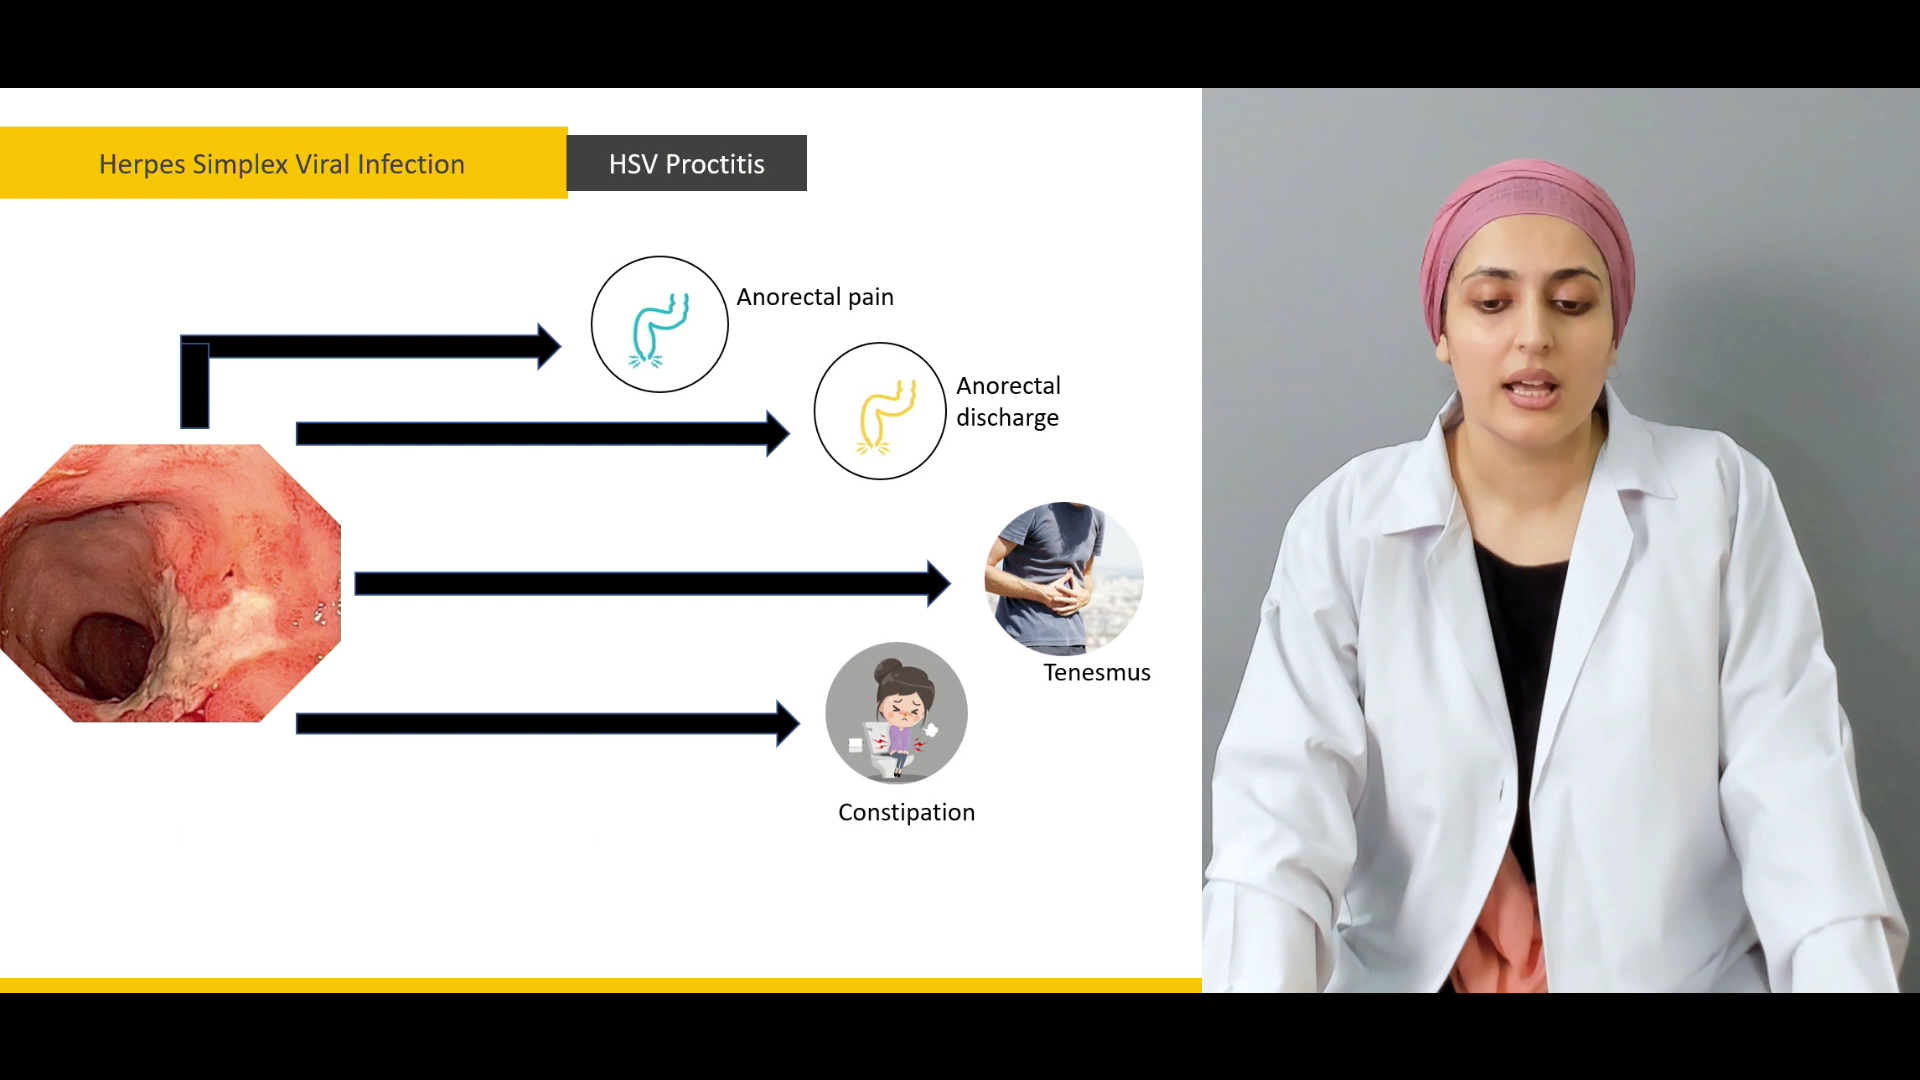 Herpes Simplex Viral Infection
HSV Proctitis
Anorectal pain
Anorectal
discharge
Tenesmus
Constipation